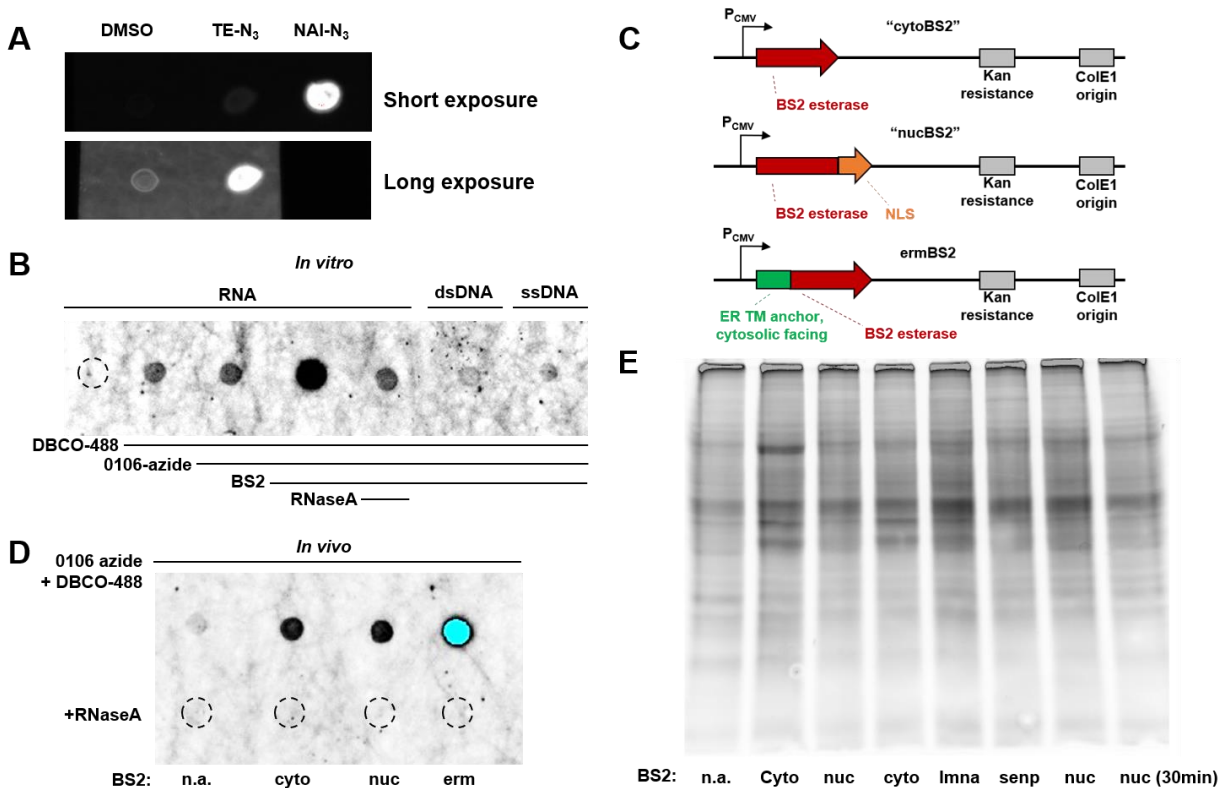 A
DMSO TE-N3 NAI-N3
Short exposure
Long exposure
B
In vitro
RNA dsDNA ssDNA
DBCO-488
0106-azide
BS2
RNaseA
C
PCMV
“cytoBS2”
BS2 esterase
Kan
resistance
ColE1
origin
PCMV
“nucBS2”
BS2 esterase
NLS
Kan
resistance
ColE1
origin
PCMV
ermBS2
ER TM anchor,
cytosolic facing
BS2 esterase
Kan
resistance
ColE1
origin
D
In vivo
0106 azide
+ DBCO-488
+RNaseA
BS2: n.a. cyto nuc erm
E
BS2: n.a. Cyto nuc cyto lmna senp nuc nuc (30min)